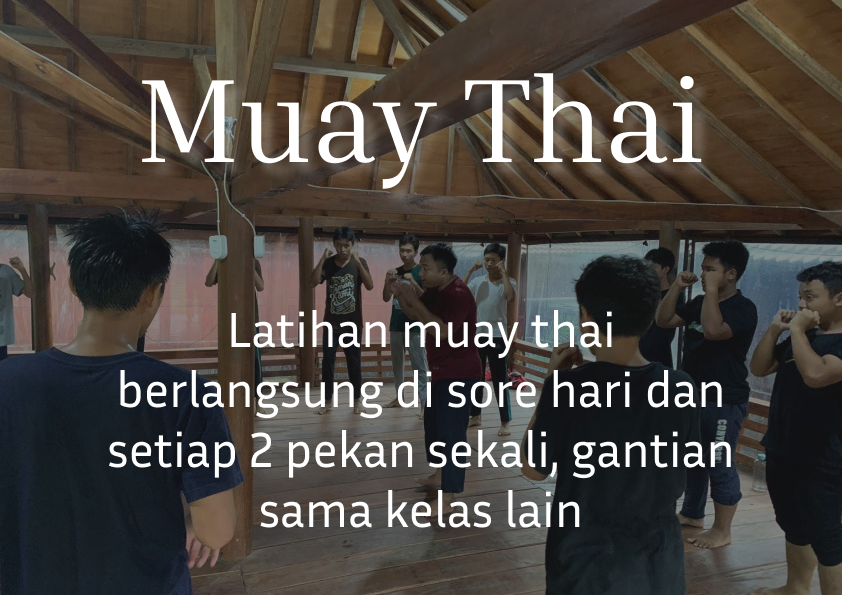 Muay Thai
Latihan muay thai
berlangsung di sore hari dan
setiap 2 pekan sekali, gantian
sama kelas lain